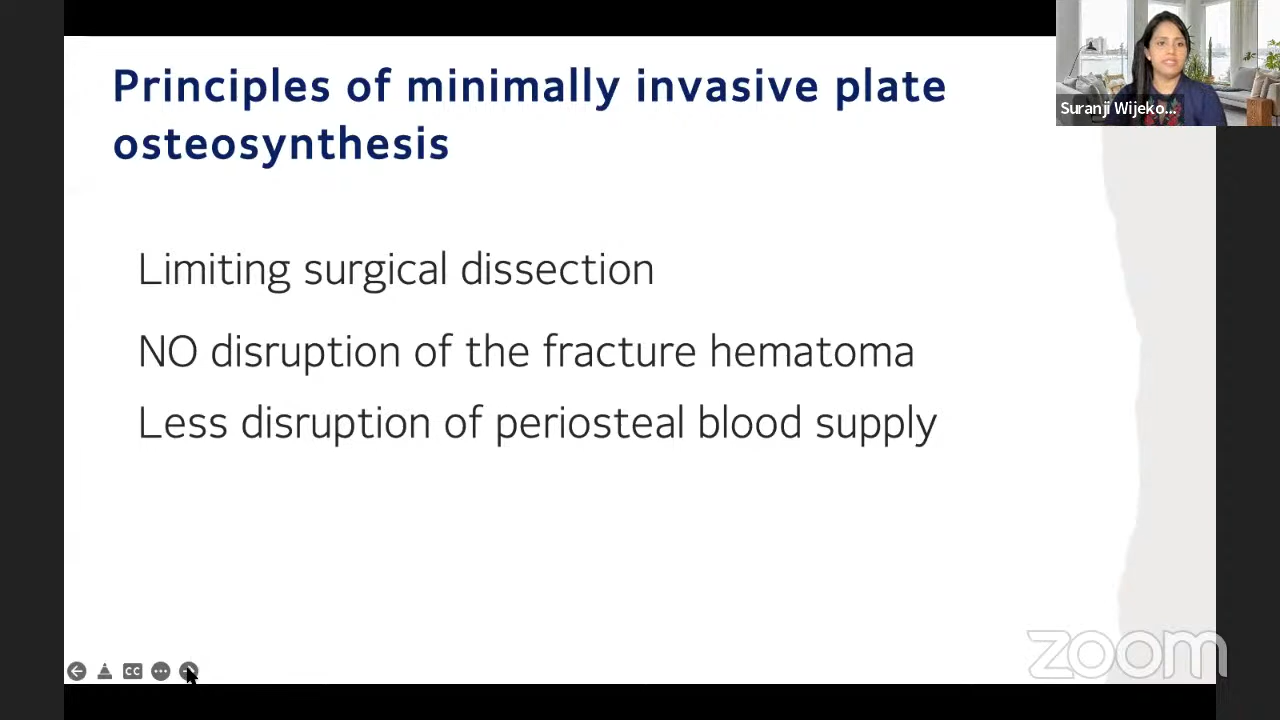 Principles of minimally invasive plate
osteosynthesis
Suranji Wijeko...
Limiting surgical dissection
NO disruption of the fracture hematoma
Less disruption of periosteal blood supply
CC
zoom